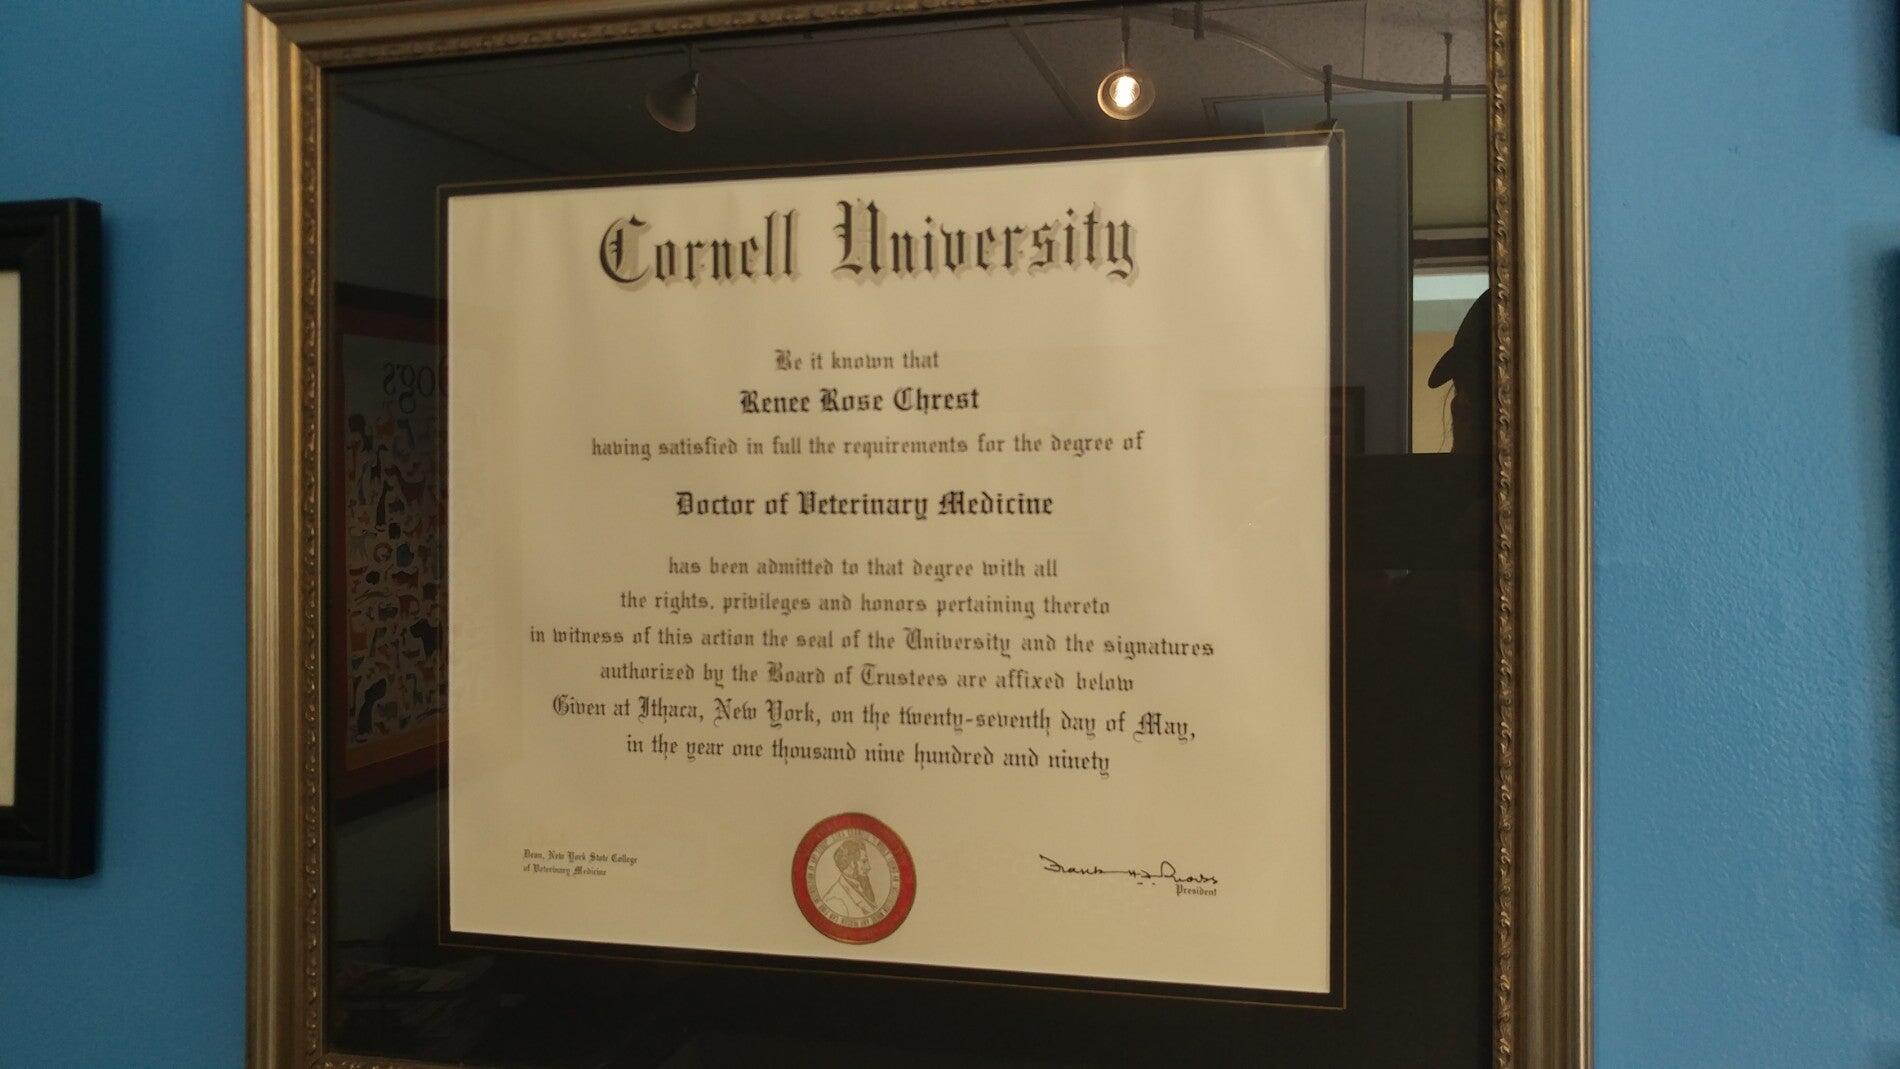 Cornell University
Be it known that
Renee Rose Chrest
having satisfied in full the requirements for the degree of
Doctor of Veterinary Medicine
has been admitted to that degree with all
the rights, privileges and honors pertaining thereto
in witness of this action the seal of the University and the signatures
authorized by the Board of Trustees are affixed below
Given at Ithaca, New York, on the twenty-seventh day of May,
in the year one thousand nine hundred and ninety
Dean, New York State College
of Veterinary Medicine
Frank H.T. Rhodes
President